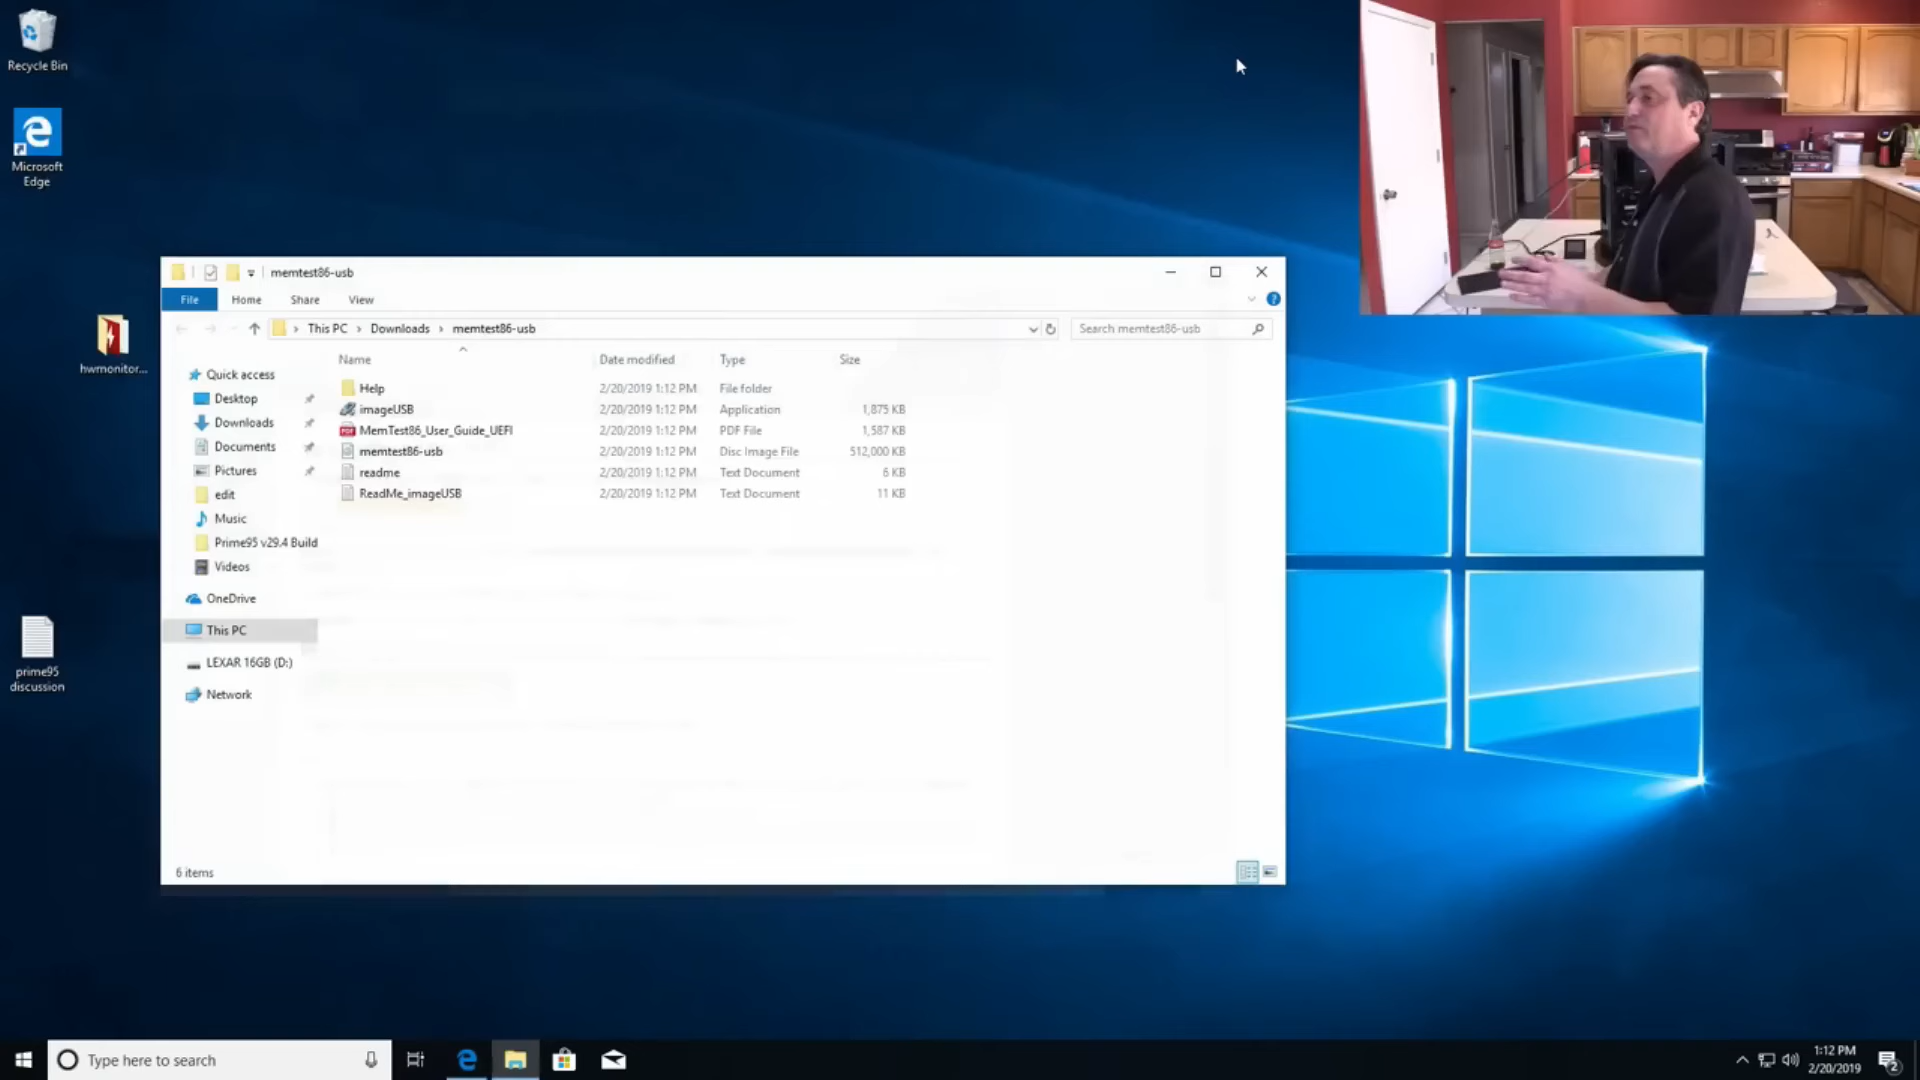 Recycle Bin
Microsoft
Edge
hwmonitor...
prime95
discussion
memtest86-usb
File Home Share View
This PC Downloads memtest86-usb
Search memtest86-usb
Name Date modified Type Size
Quick access
Desktop
Downloads
Documents
Pictures
edit
Music
Prime95 v29.4 Build
Videos
OneDrive
This PC
LEXAR 16GB (D:)
Network
Help 2/20/2019 1:12 PM File folder
imageUSB 2/20/2019 1:12 PM Application 1,875 KB
MemTest86_User_Guide_UEFI 2/20/2019 1:12 PM PDF File 1,587 KB
memtest86-usb 2/20/2019 1:12 PM Disc Image File 512,000 KB
readme 2/20/2019 1:12 PM Text Document 6 KB
ReadMe_imageUSB 2/20/2019 1:12 PM Text Document 11 KB
6 items
Type here to search
1:12 PM
2/20/2019
2